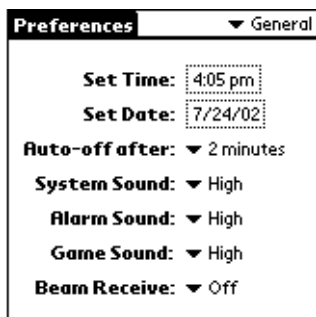 Preferences General
Set Time: 4:05 pm
Set Date: 7/24/02
Auto-off after: 2 minutes
System Sound: High
Alarm Sound: High
Game Sound: High
Beam Receive: Off